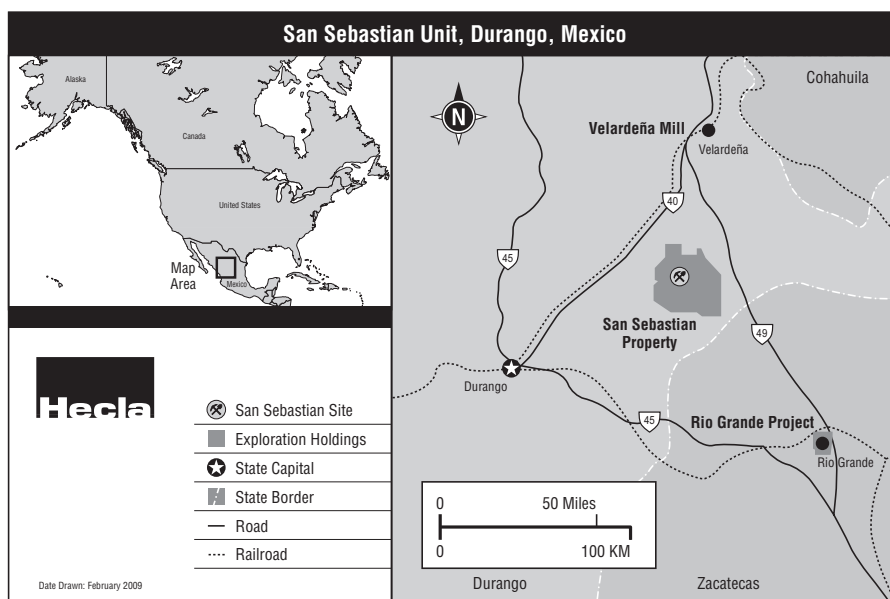 San Sebastian Unit, Durango, Mexico
Alaska
Canada
United States
Map
Area
Mexico
Hecla
San Sebastian Site
Exploration Holdings
State Capital
State Border
Road
Railroad
Date Drawn: February 2009
N
Cohahuila
Velardeña Mill
Velardeña
40
45
San Sebastian
Property
49
Durango
45
Rio Grande Project
Rio Grande
0 50 Miles
0 100 KM
Durango
Zacatecas